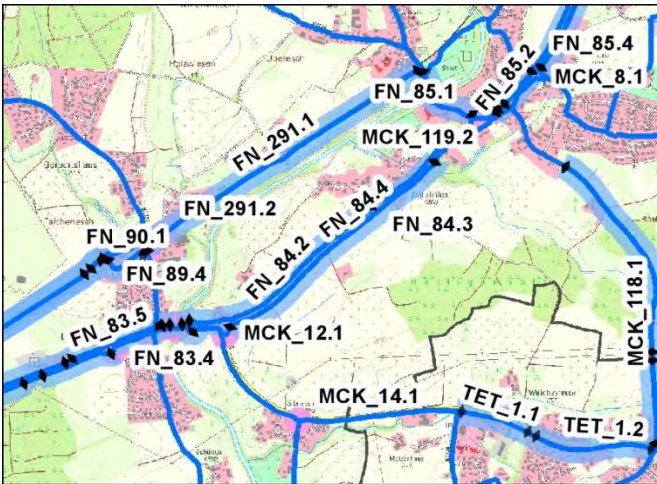 FN_85.4
FN_85.2
MCK_8.1
FN_85.1
FN_291.1
MCK_119.2
FN_291.2
FN_84.4
FN_84.3
FN_90.1
FN_89.4
FN_84.2
MCK_118.1
FN_83.5
MCK_12.1
FN_83.4
MCK_14.1
TET_1.1
TET_1.2